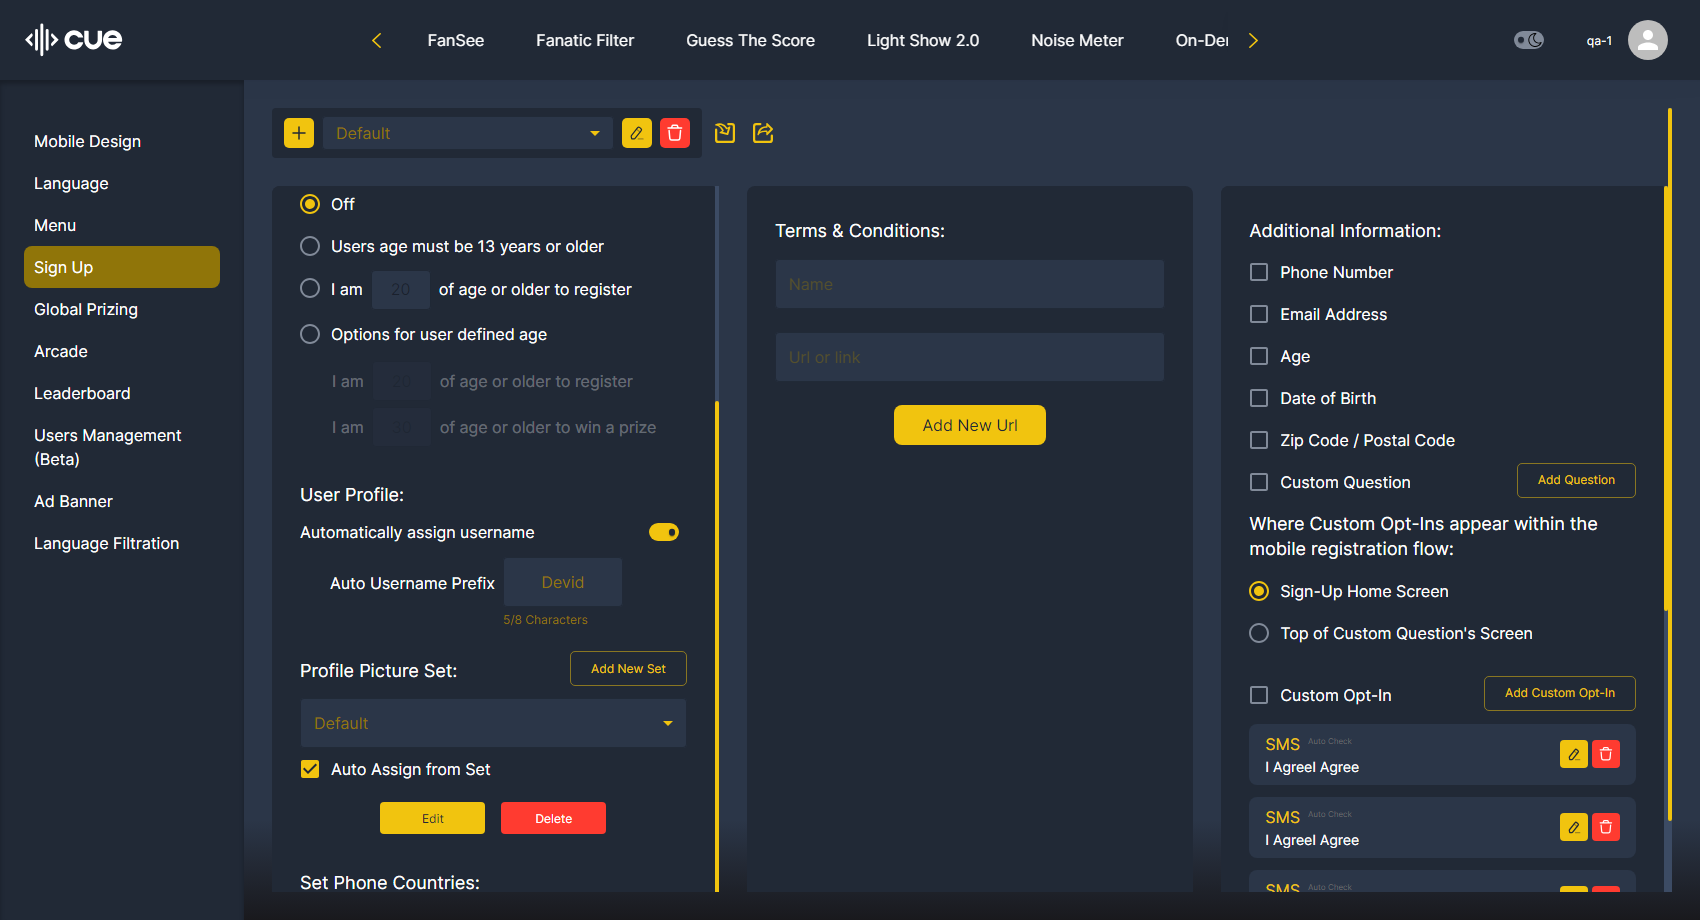 cue
FanSee
Fanatic Filter
Guess The Score
Light Show 2.0
Noise Meter
On-Der
qa-1
Mobile Design
Language
Menu
Sign Up
Global Prizing
Arcade
Leaderboard
Users Management
(Beta)
Ad Banner
Language Filtration
Default
Off
Users age must be 13 years or older
I am 20 of age or older to register
Options for user defined age
I am of age or older to register
I am of age or older to win a prize
User Profile:
Automatically assign username
Auto Username Prefix Devid
5/8 Characters
Profile Picture Set: Add New Set
Default
Auto Assign from Set
Edit Delete
Set Phone Countries:
Terms & Conditions:
Name
Url or link
Add New Url
Additional Information:
Phone Number
Email Address
Age
Date of Birth
Zip Code / Postal Code
Custom Question Add Question
Where Custom Opt-Ins appear within the
mobile registration flow:
Sign-Up Home Screen
Top of Custom Question's Screen
Custom Opt-In Add Custom Opt-In
SMS Auto Check
I AgreeI Agree
SMS Auto Check
I AgreeI Agree
SMS Auto Check